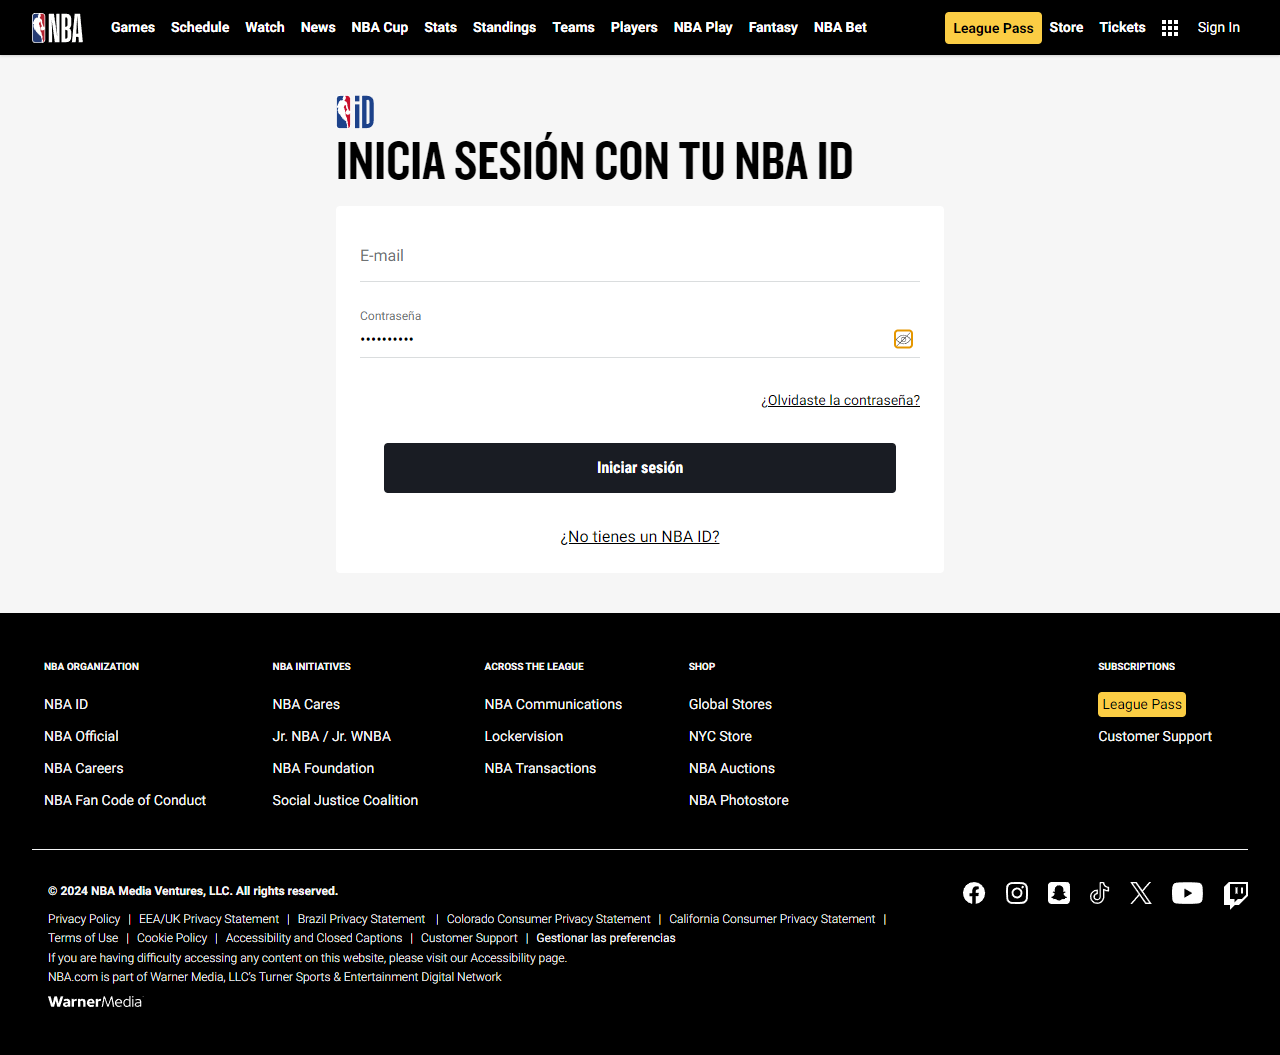 NBA Games Schedule Watch News NBA Cup Stats Standings Teams Players NBA Play Fantasy NBA Bet League Pass Store Tickets Sign In
iD
INICIA SESIÓN CON TU NBA ID
E-mail
Contraseña
••••••••••
¿Olvidaste la contraseña?
Iniciar sesión
¿No tienes un NBA ID?
NBA ORGANIZATION
NBA ID
NBA Official
NBA Careers
NBA Fan Code of Conduct
NBA INITIATIVES
NBA Cares
Jr. NBA / Jr. WNBA
NBA Foundation
Social Justice Coalition
ACROSS THE LEAGUE
NBA Communications
Lockervision
NBA Transactions
SHOP
Global Stores
NYC Store
NBA Auctions
NBA Photostore
SUBSCRIPTIONS
League Pass
Customer Support
© 2024 NBA Media Ventures, LLC. All rights reserved.
Privacy Policy | EEA/UK Privacy Statement | Brazil Privacy Statement | Colorado Consumer Privacy Statement | California Consumer Privacy Statement |
Terms of Use | Cookie Policy | Accessibility and Closed Captions | Customer Support | Gestionar las preferencias
If you are having difficulty accessing any content on this website, please visit our Accessibility page.
NBA.com is part of Warner Media, LLC's Turner Sports & Entertainment Digital Network
WarnerMedia